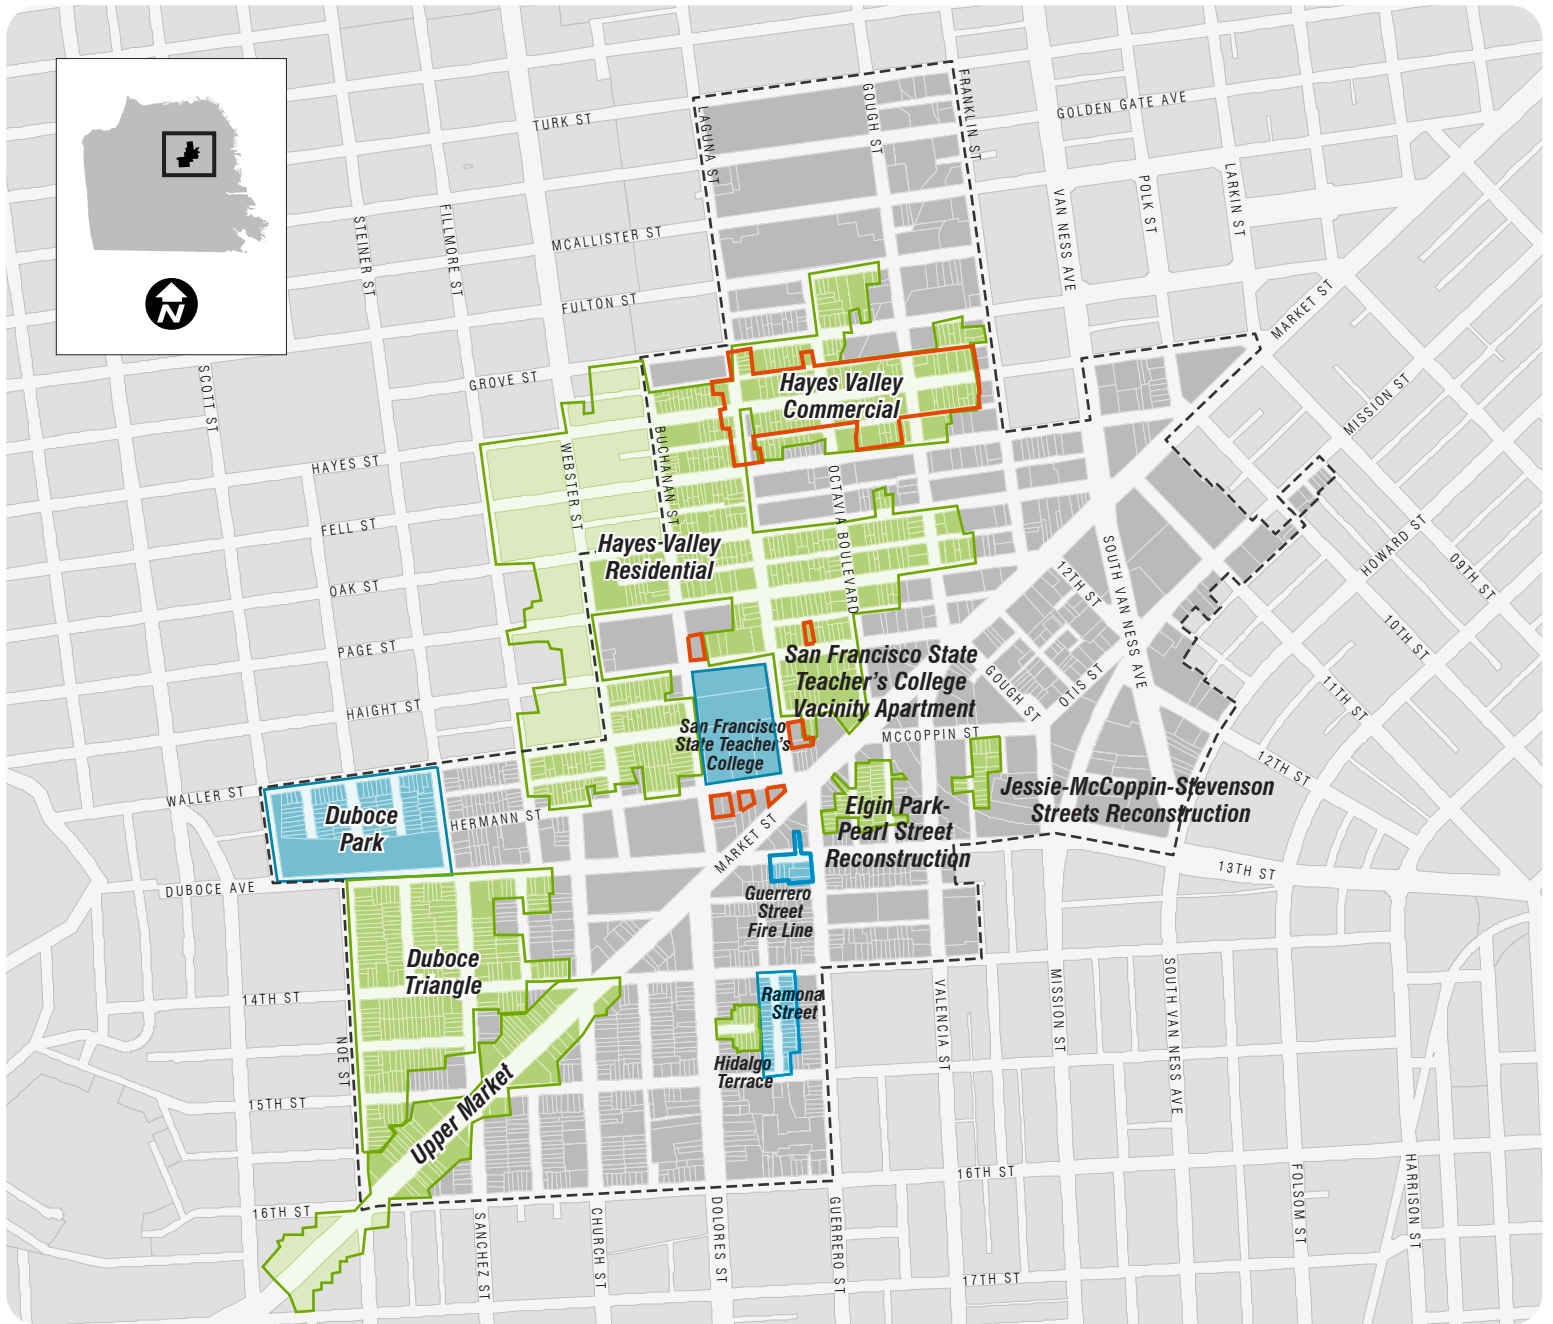 TURK ST
LAGUNA ST
GOUGH ST
FRANKLIN ST
GOLDEN GATE AVE
VAN NESS AVE
POLK ST
LARKIN ST
STEINER ST
FILLMORE ST
MCALLISTER ST
FULTON ST
MARKET ST
N
SCOTT ST
GROVE ST
Hayes Valley
Commercial
MISSION ST
HAYES ST
WEBSTER ST
BUCHANAN ST
OCTAVIA BOULEVARD
FELL ST
Hayes Valley
Residential
SOUTH VAN NESS AVE
12TH ST
HOWARD ST
09TH ST
OAK ST
PAGE ST
10TH ST
San Francisco State
Teacher's College
Vacinity Apartment
GOUGH ST
OTIS ST
11TH ST
HAIGHT ST
San Francisco
State Teacher's
College
MCCOPPIN ST
12TH ST
WALLER ST
Duboce
Park
HERMANN ST
MARKET ST
Elgin Park-
Pearl Street
Reconstruction
Jessie-McCoppin-Stevenson
Streets Reconstruction
13TH ST
DUBOCE AVE
Guerrero
Street
Fire Line
Duboce
Triangle
14TH ST
Ramona
Street
VALENCIA ST
MISSION ST
SOUTH VAN NESS AVE
NOE ST
Hidalgo
Terrace
15TH ST
Upper Market
16TH ST
16TH ST
SANCHEZ ST
CHURCH ST
DOLORES ST
GUERRERO ST
FOLSOM ST
HARRISON ST
17TH ST